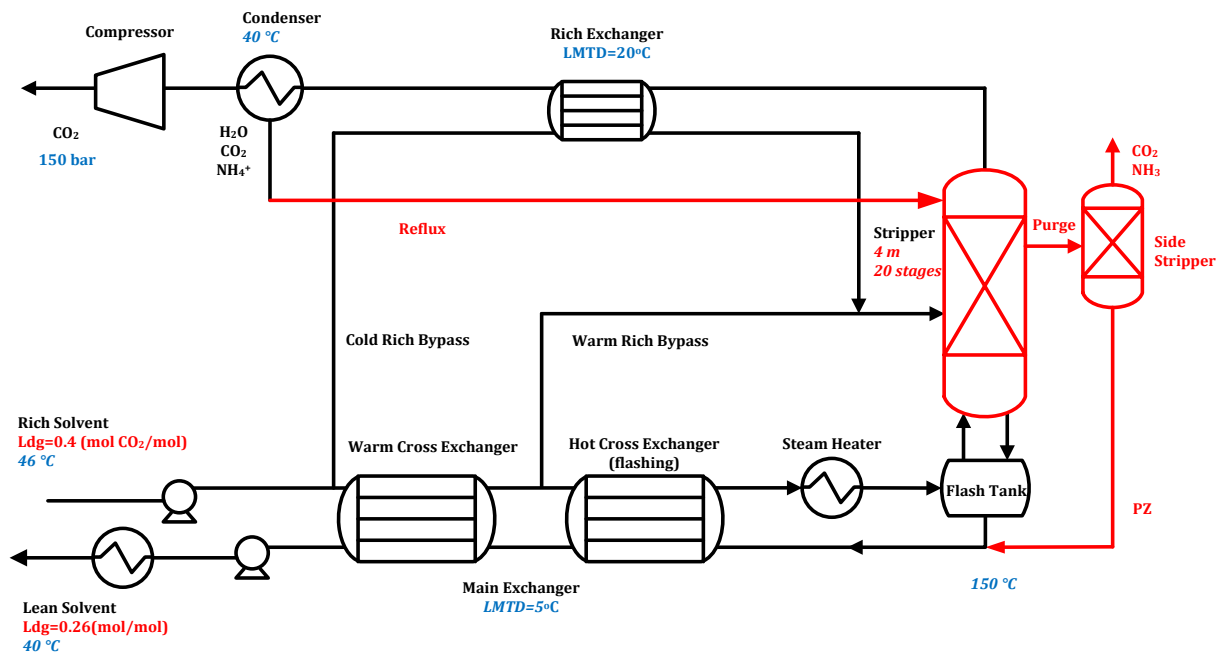 Compressor
Condenser
40 °C
Rich Exchanger
LMTD=20ºC
CO₂
150 bar
H₂O
CO₂
NH₄⁺
CO₂
NH₃
Reflux
Stripper
4 m
20 stages
Purge
Side
Stripper
Cold Rich Bypass
Warm Rich Bypass
Rich Solvent
Ldg=0.4 (mol CO₂/mol)
46 °C
Warm Cross Exchanger
Hot Cross Exchanger
(flashing)
Steam Heater
Flash Tank
PZ
Main Exchanger
LMTD=5ºC
150 °C
Lean Solvent
Ldg=0.26(mol/mol)
40 °C